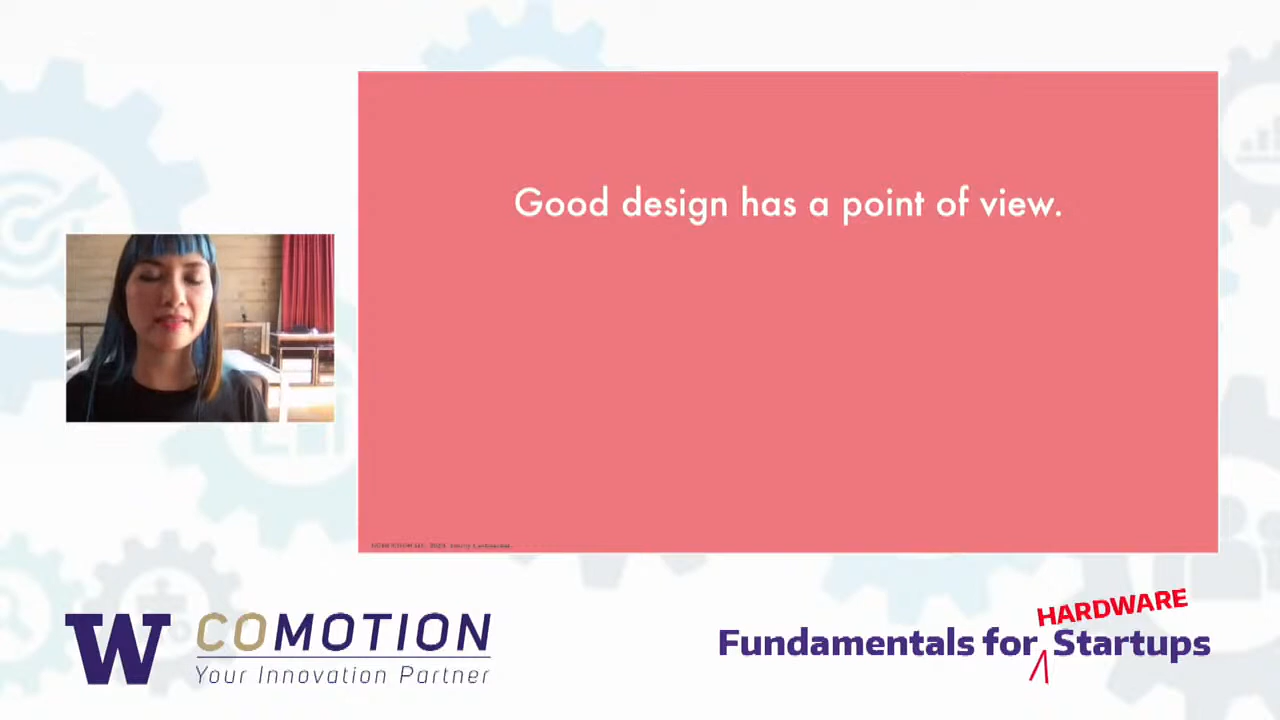 Good design has a point of view.
W COMOTION
Your Innovation Partner
HARDWARE
Fundamentals for Startups